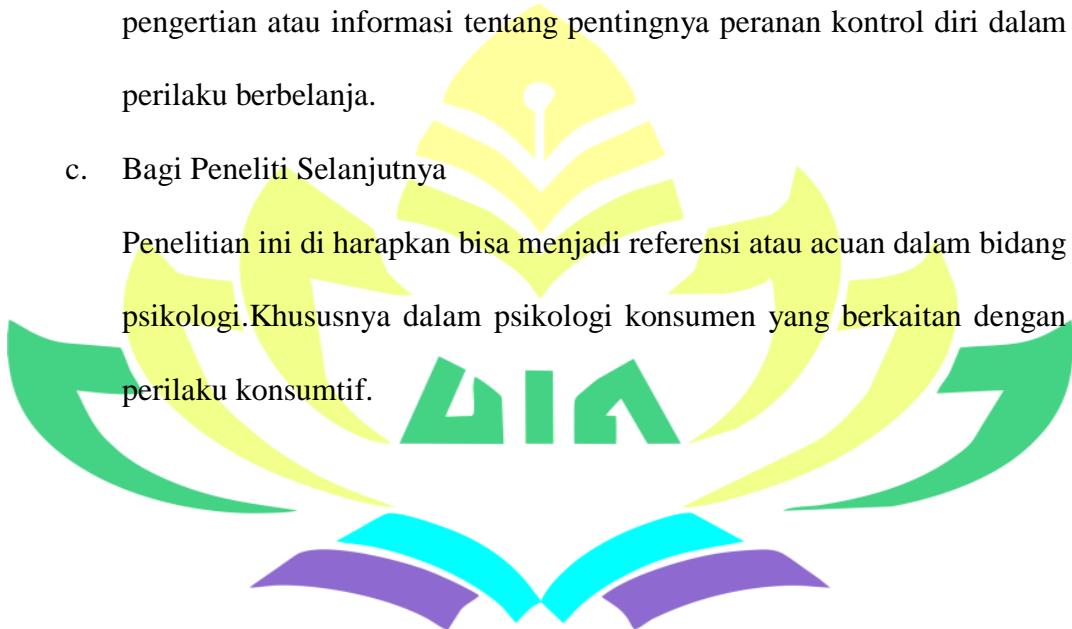 pengertian atau informasi tentang pentingnya peranan kontrol diri dalam
perilaku berbelanja.
c. Bagi Peneliti Selanjutnya
Penelitian ini di harapkan bisa menjadi referensi atau acuan dalam bidang
psikologi.Khususnya dalam psikologi konsumen yang berkaitan dengan
perilaku konsumtif.